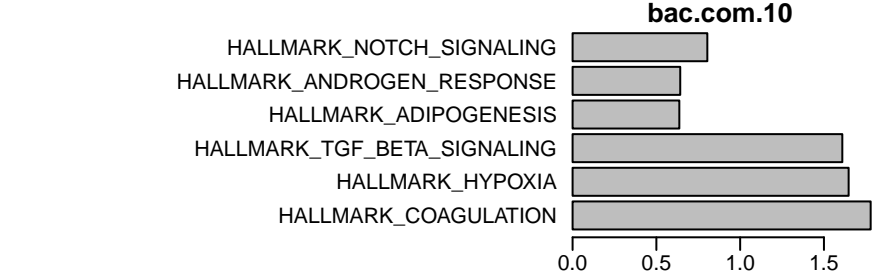 bac.com.10
HALLMARK_NOTCH_SIGNALING
HALLMARK_ANDROGEN_RESPONSE
HALLMARK_ADIPOGENESIS
HALLMARK_TGF_BETA_SIGNALING
HALLMARK_HYPOXIA
HALLMARK_COAGULATION
0.0 0.5 1.0 1.5